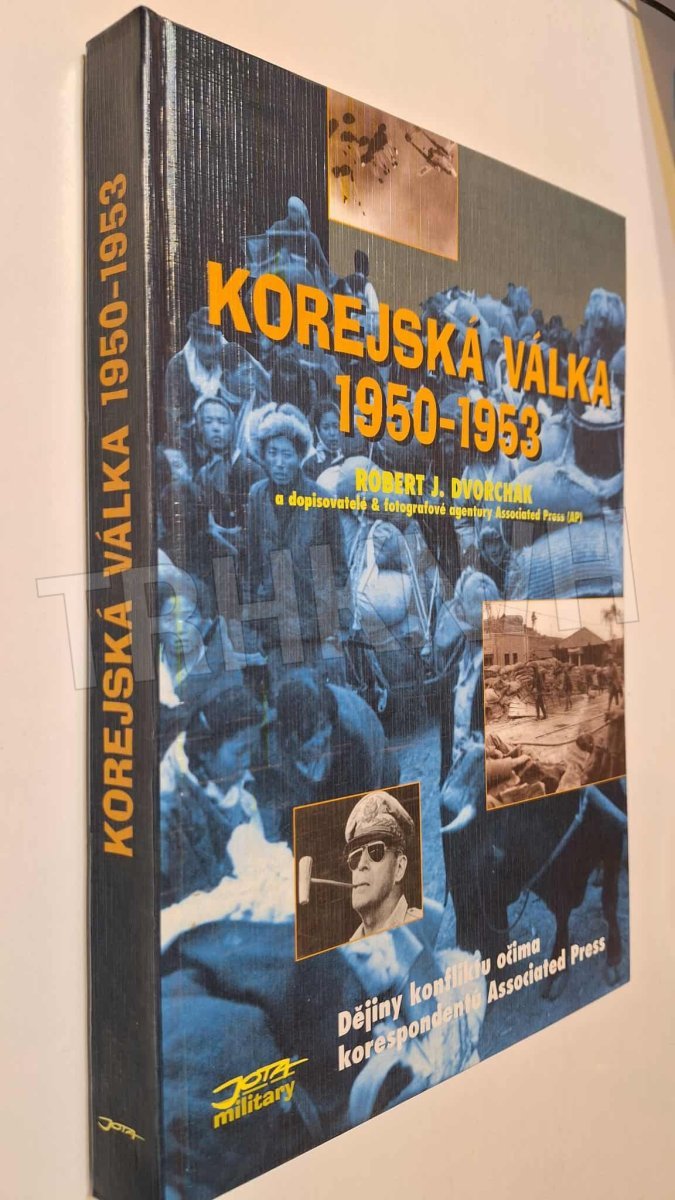 KOREJSKÁ VÁLKA 1950-1953
JOTA
KOREJSKÁ VÁLKA
1950-1953
ROBERT J. DVORCHAK
a dopisovatelé & fotografové agentury Associated Press (AP)
Dějiny konfliktu očima
korespondentů Associated Press
JOTA
military